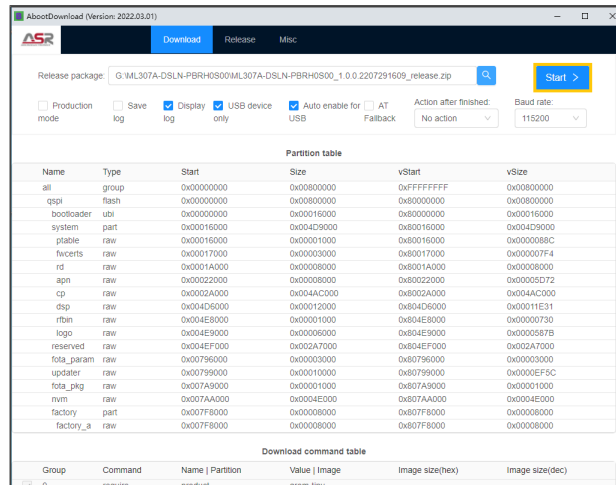 AbootDownload (Version: 2022.03.01)
ASR Download Release Misc
Release package: G:\ML307A-DSLN-PBRH0S00\ML307A-DSLN-PBRH0S00_1.0.0.2207291609_release.zip Start >
Production mode Save log Display log USB device only Auto enable for USB AT Fallback Action after finished: No action Baud rate: 115200
Partition table
Name Type Start Size vStart vSize
all group 0x00000000 0x00800000 0xFFFFFFFF 0x00800000
qspi flash 0x00000000 0x00800000 0x80000000 0x00800000
bootloader ubi 0x00000000 0x00016000 0x80000000 0x00016000
system part 0x00016000 0x004D9000 0x80016000 0x004D9000
ptable raw 0x00016000 0x00001000 0x80016000 0x0000088C
fwcerts raw 0x00017000 0x00003000 0x80017000 0x000007F4
rd raw 0x0001A000 0x00008000 0x8001A000 0x00008000
apn raw 0x00022000 0x00008000 0x80022000 0x00005D72
cp raw 0x0002A000 0x004AC000 0x8002A000 0x004AC000
dsp raw 0x004D6000 0x00012000 0x804D6000 0x00011E31
rfbin raw 0x004E8000 0x00001000 0x804E8000 0x00000730
logo raw 0x004E9000 0x00006000 0x804E9000 0x0000587B
reserved raw 0x004EF000 0x002A7000 0x804EF000 0x002A7000
fota_param raw 0x00796000 0x00003000 0x80796000 0x00003000
updater raw 0x00799000 0x00010000 0x80799000 0x0000EF5C
fota_pkg raw 0x007A9000 0x00001000 0x807A9000 0x00001000
nvm raw 0x007AA000 0x0004E000 0x807AA000 0x0004E000
factory part 0x007F8000 0x00008000 0x807F8000 0x00008000
factory_a raw 0x007F8000 0x00008000 0x807F8000 0x00008000
Download command table
Group Command Name | Partition Value | Image Image size(hex) Image size(dec)